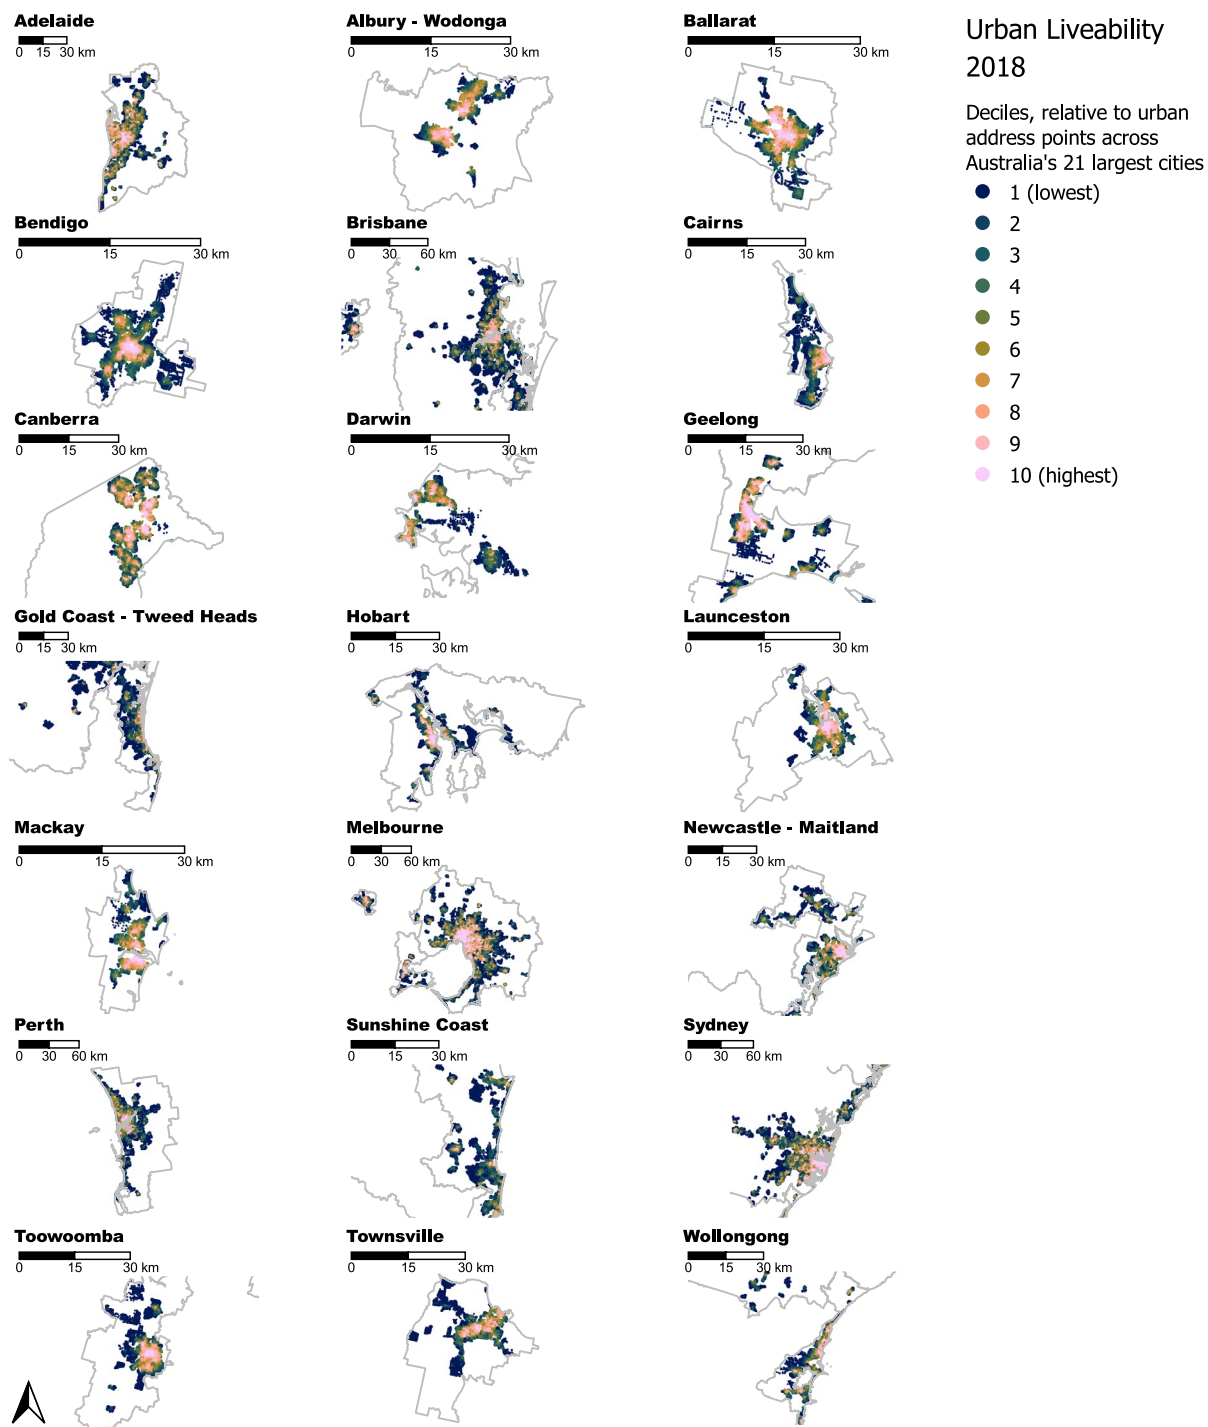 Adelaide
0 15 30 km
Albury - Wodonga
0 15 30 km
Ballarat
0 15 30 km
Urban Liveability
2018
Deciles, relative to urban
address points across
Australia's 21 largest cities
1 (lowest)
2
3
4
5
6
7
8
9
10 (highest)
Bendigo
0 15 30 km
Brisbane
0 30 60 km
Cairns
0 15 30 km
Canberra
0 15 30 km
Darwin
0 15 30 km
Geelong
0 15 30 km
Gold Coast - Tweed Heads
0 15 30 km
Hobart
0 15 30 km
Launceston
0 15 30 km
Mackay
0 15 30 km
Melbourne
0 30 60 km
Newcastle - Maitland
0 15 30 km
Perth
0 30 60 km
Sunshine Coast
0 15 30 km
Sydney
0 30 60 km
Toowoomba
0 15 30 km
Townsville
0 15 30 km
Wollongong
0 15 30 km